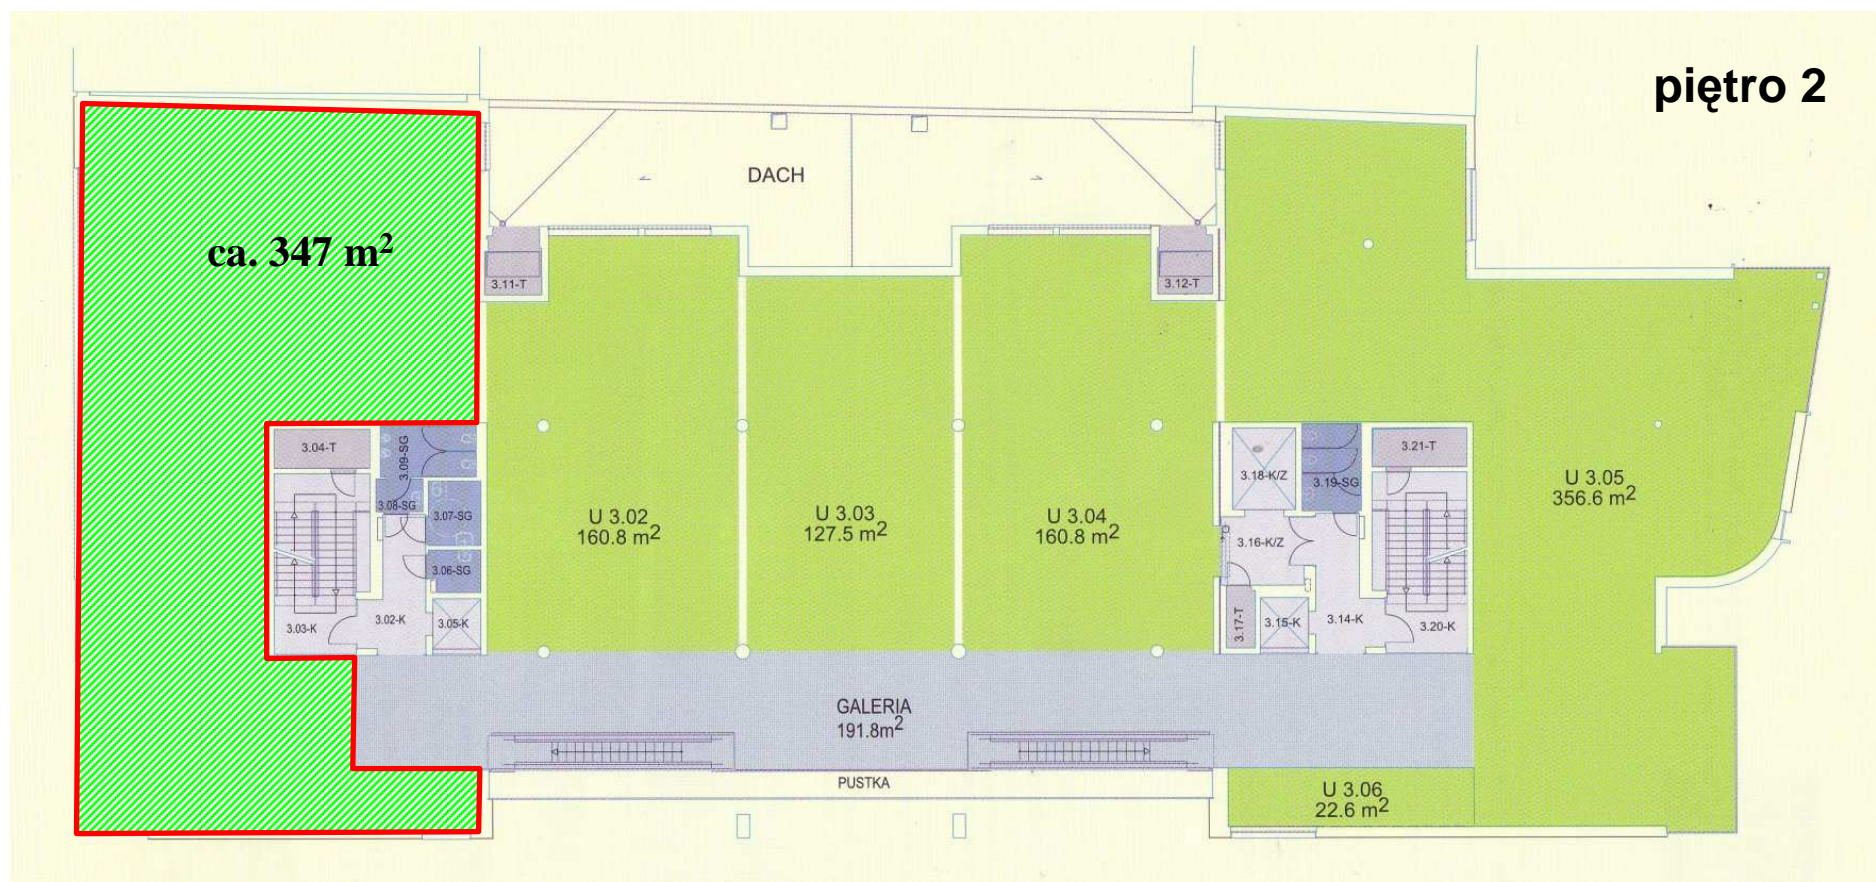 piętro 2
DACH
ca. 347 m²
3.11-T
3.12-T
3.04-T
3.09-SG
3.08-SG
3.07-SG
3.06-SG
3.03-K
3.02-K
3.05-K
U 3.02
160.8 m²
U 3.03
127.5 m²
U 3.04
160.8 m²
3.18-K/Z
3.19-SG
3.21-T
3.16-K/Z
3.17-T
3.15-K
3.14-K
3.20-K
U 3.05
356.6 m²
GALERIA
191.8m²
PUSTKA
U 3.06
22.6 m²